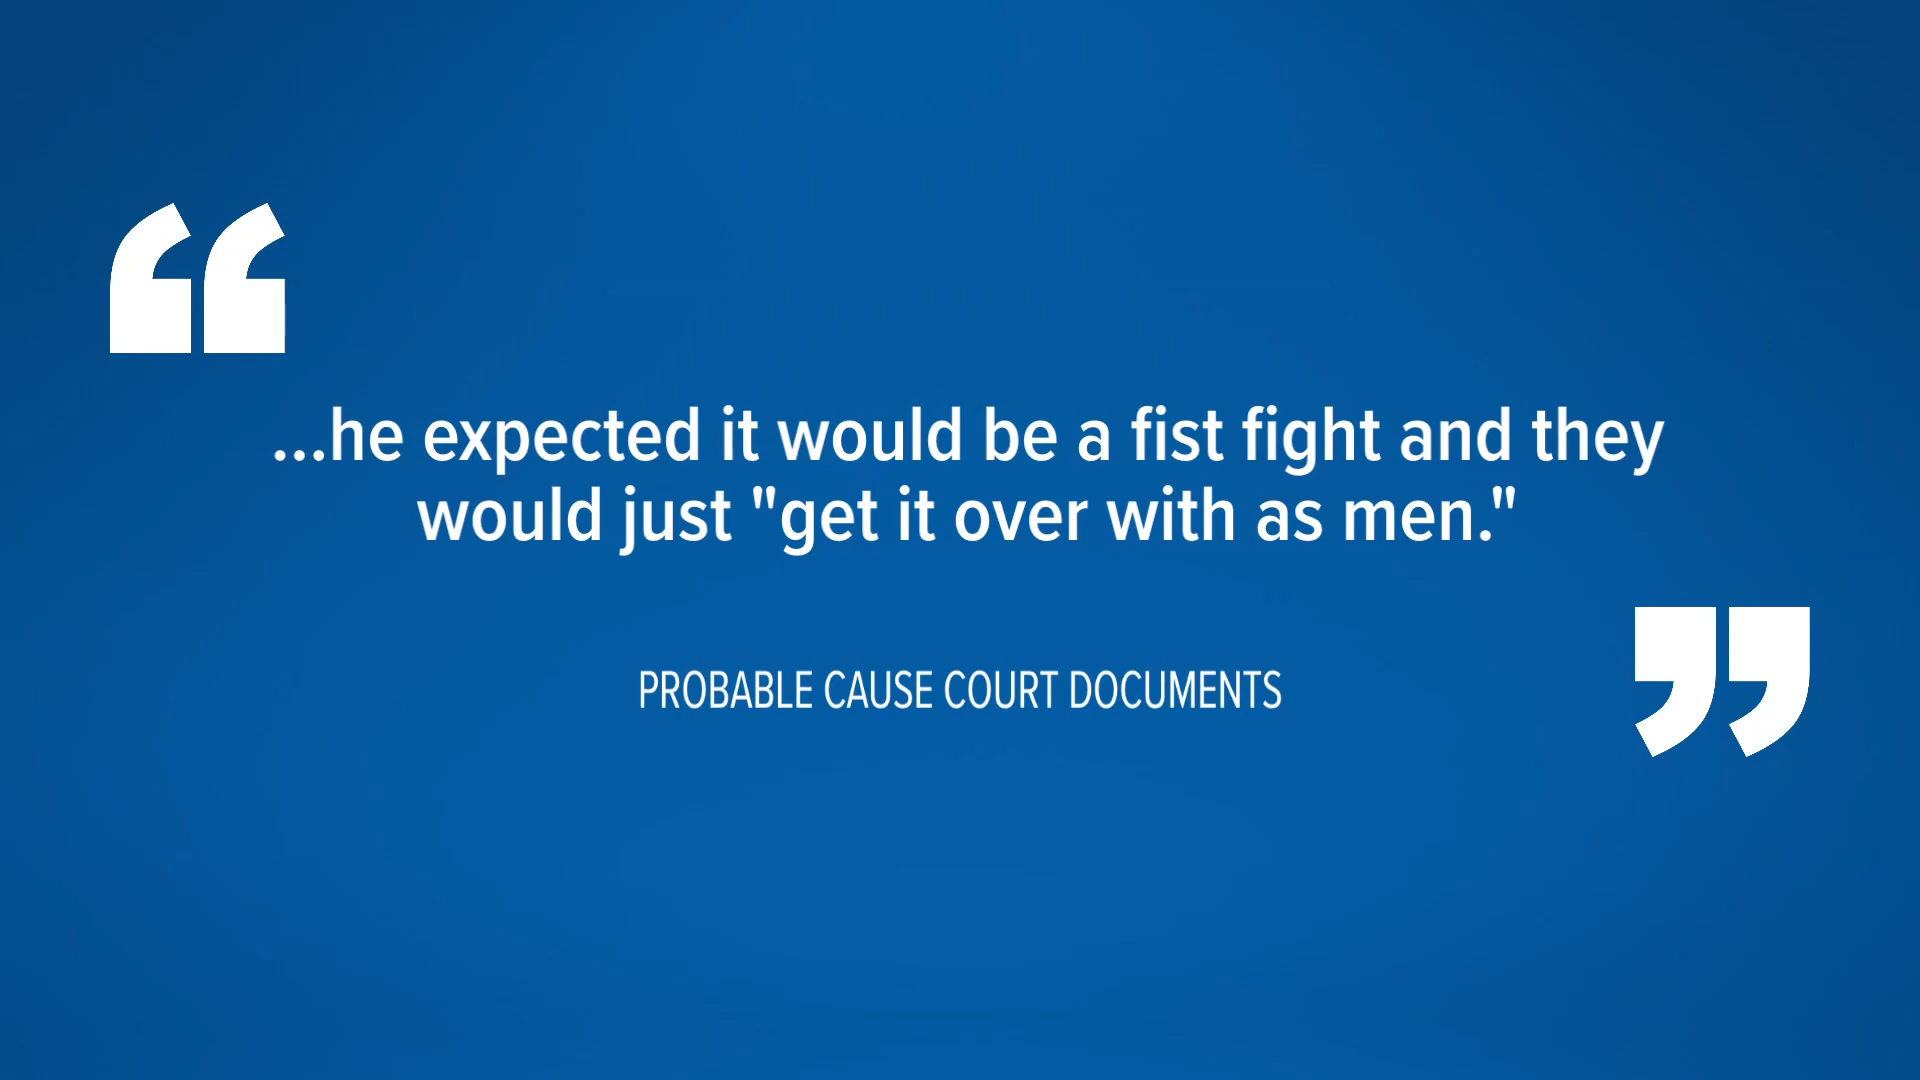 “
...he expected it would be a fist fight and they
would just "get it over with as men."
”
PROBABLE CAUSE COURT DOCUMENTS